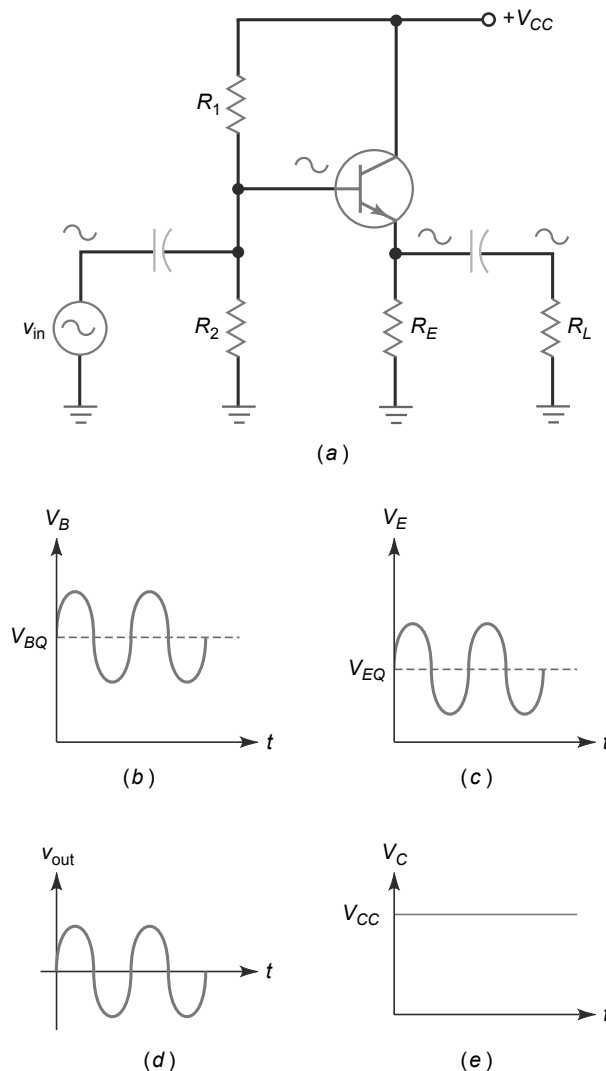 +V_CC
R_1
v_in
R_2
R_E
R_L
(a)
V_B
V_E
V_BQ
V_EQ
t
t
(b)
(c)
v_out
V_C
V_CC
t
t
(d)
(e)